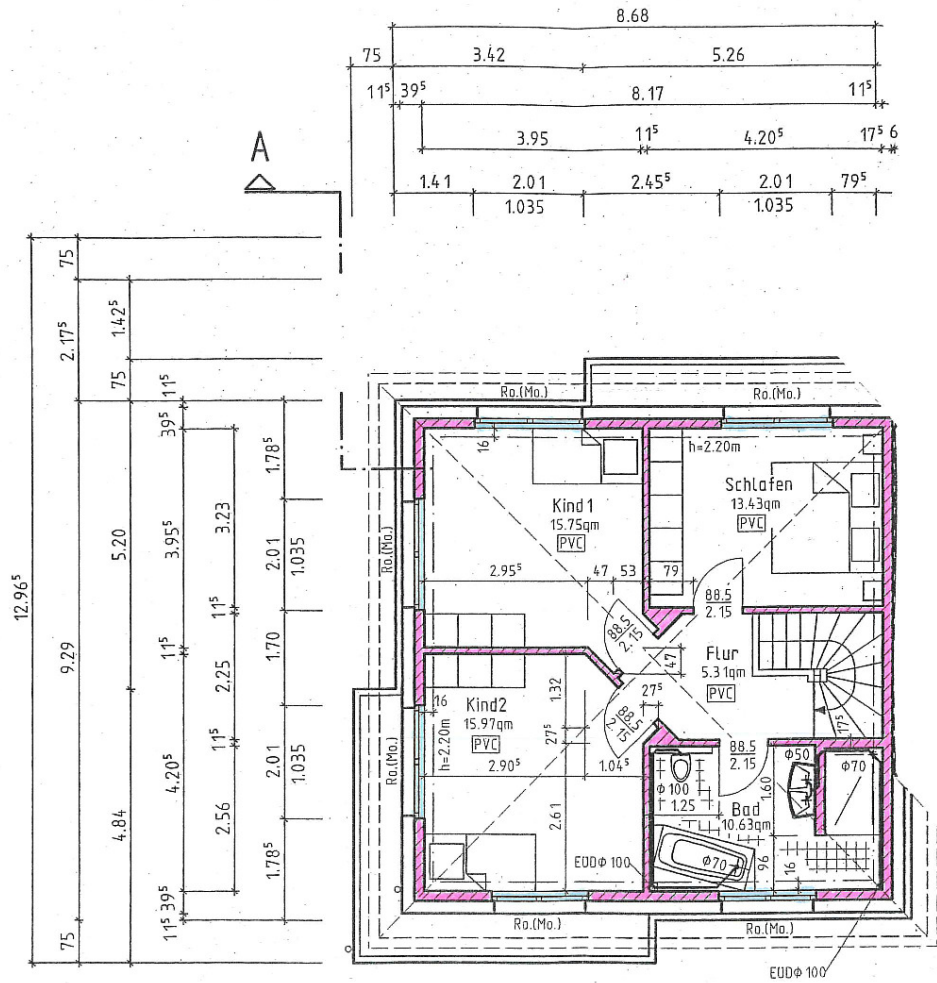 8.68
75 3.42 5.26
11⁵ 39⁵ 8.17 11⁵
3.95 11⁵ 4.20⁵ 17⁵ 6
A
1.41 2.01 2.45⁵ 2.01 79⁵
1.035 1.035
12.96⁵
75
2.17⁵
9.29
75
1.42⁵
75
5.20
4.84
11⁵
39⁵
3.95⁵
11⁵
4.20⁵
39⁵
11⁵
3.23
11⁵
2.25
11⁵
2.56
1.78⁵
2.01
1.035
1.70
2.01
1.035
1.78⁵
Ro.(Mo.)
Ro.(Mo.)
Ro.(Mo.)
Ro.(Mo.)
16
Kind1
15.75qm
PVC
h=2.20m
Schlafen
13.43qm
PVC
2.95⁵ 47 53 79
88.5
2.15
88.5
2.15
47
Flur
5.31qm
PVC
16
Kind2
15.97qm
PVC
h=2.20m
1.32
27⁵
27⁵
88.5
2.15
2.90⁵ 1.04⁵
2.61
88.5
2.15
17⁵
Φ50
Φ70
Φ100
1.25
1.60
Bad
10.63qm
Φ70
96
16
EÜDΦ 100
Ro.(Mo.)
Ro.(Mo.)
EÜDΦ 100